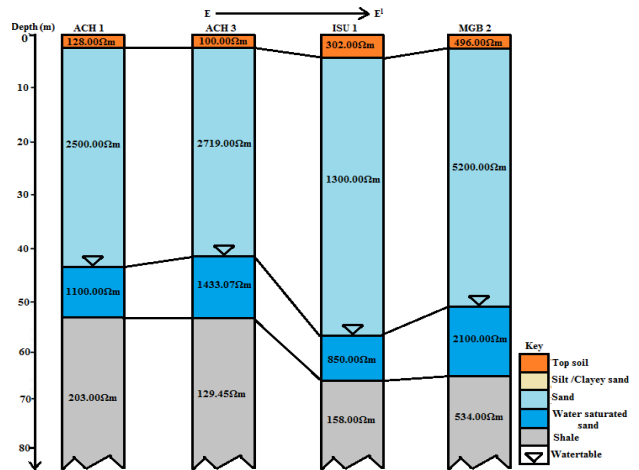 E E¹
Depth (m) ACH 1 ACH 3 ISU 1 MGB 2
0
10
20
30
40
50
60
70
80
128.00Ωm
2500.00Ωm
1100.00Ωm
203.00Ωm
100.00Ωm
2719.00Ωm
1433.07Ωm
129.45Ωm
302.00Ωm
1300.00Ωm
850.00Ωm
158.00Ωm
496.00Ωm
5200.00Ωm
2100.00Ωm
534.00Ωm
Key
Top soil
Silt /Clayey sand
Sand
Water saturated
sand
Shale
Watertable